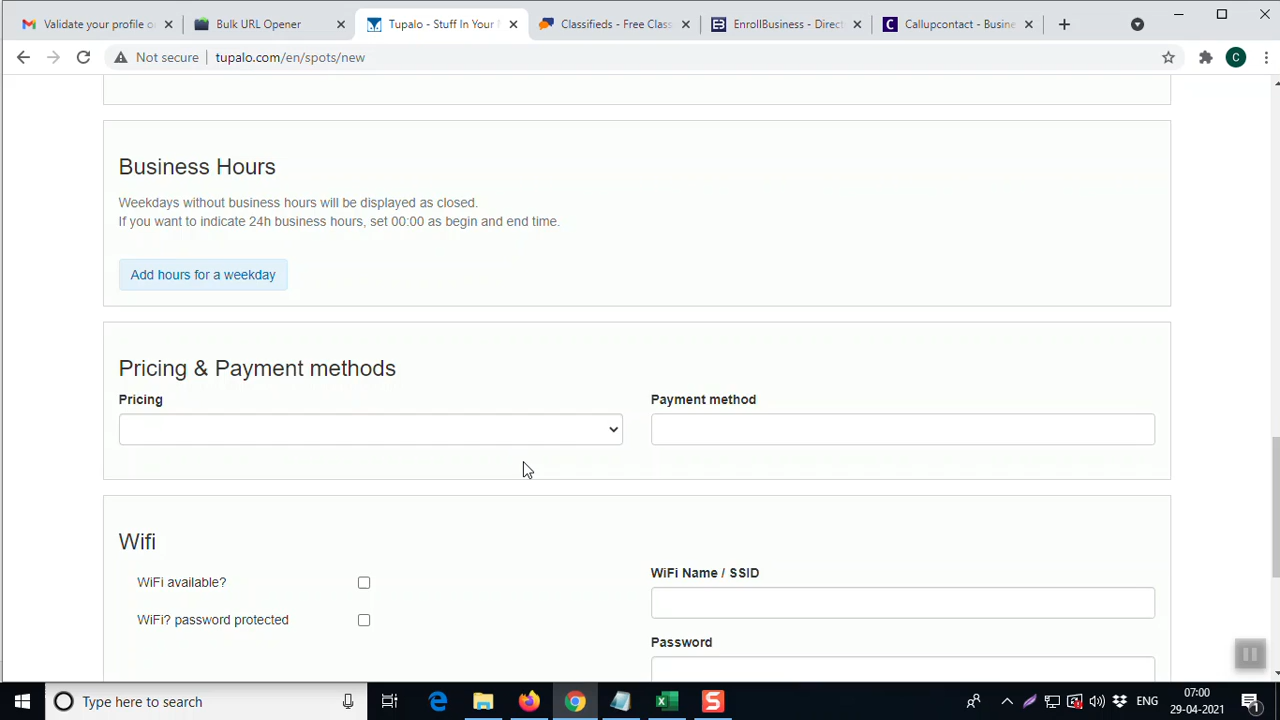 Validate your profile o
Bulk URL Opener
Tupalo - Stuff In Your N
Classifieds - Free Class
EnrollBusiness - Direct
Callupcontact - Busine
Not secure
tupalo.com/en/spots/new
C
Business Hours
Weekdays without business hours will be displayed as closed.
If you want to indicate 24h business hours, set 00:00 as begin and end time.
Add hours for a weekday
Pricing & Payment methods
Pricing
Payment method
Wifi
WiFi available?
WiFi Name / SSID
WiFi? password protected
Password
Type here to search
ENG
07:00
29-04-2021
1